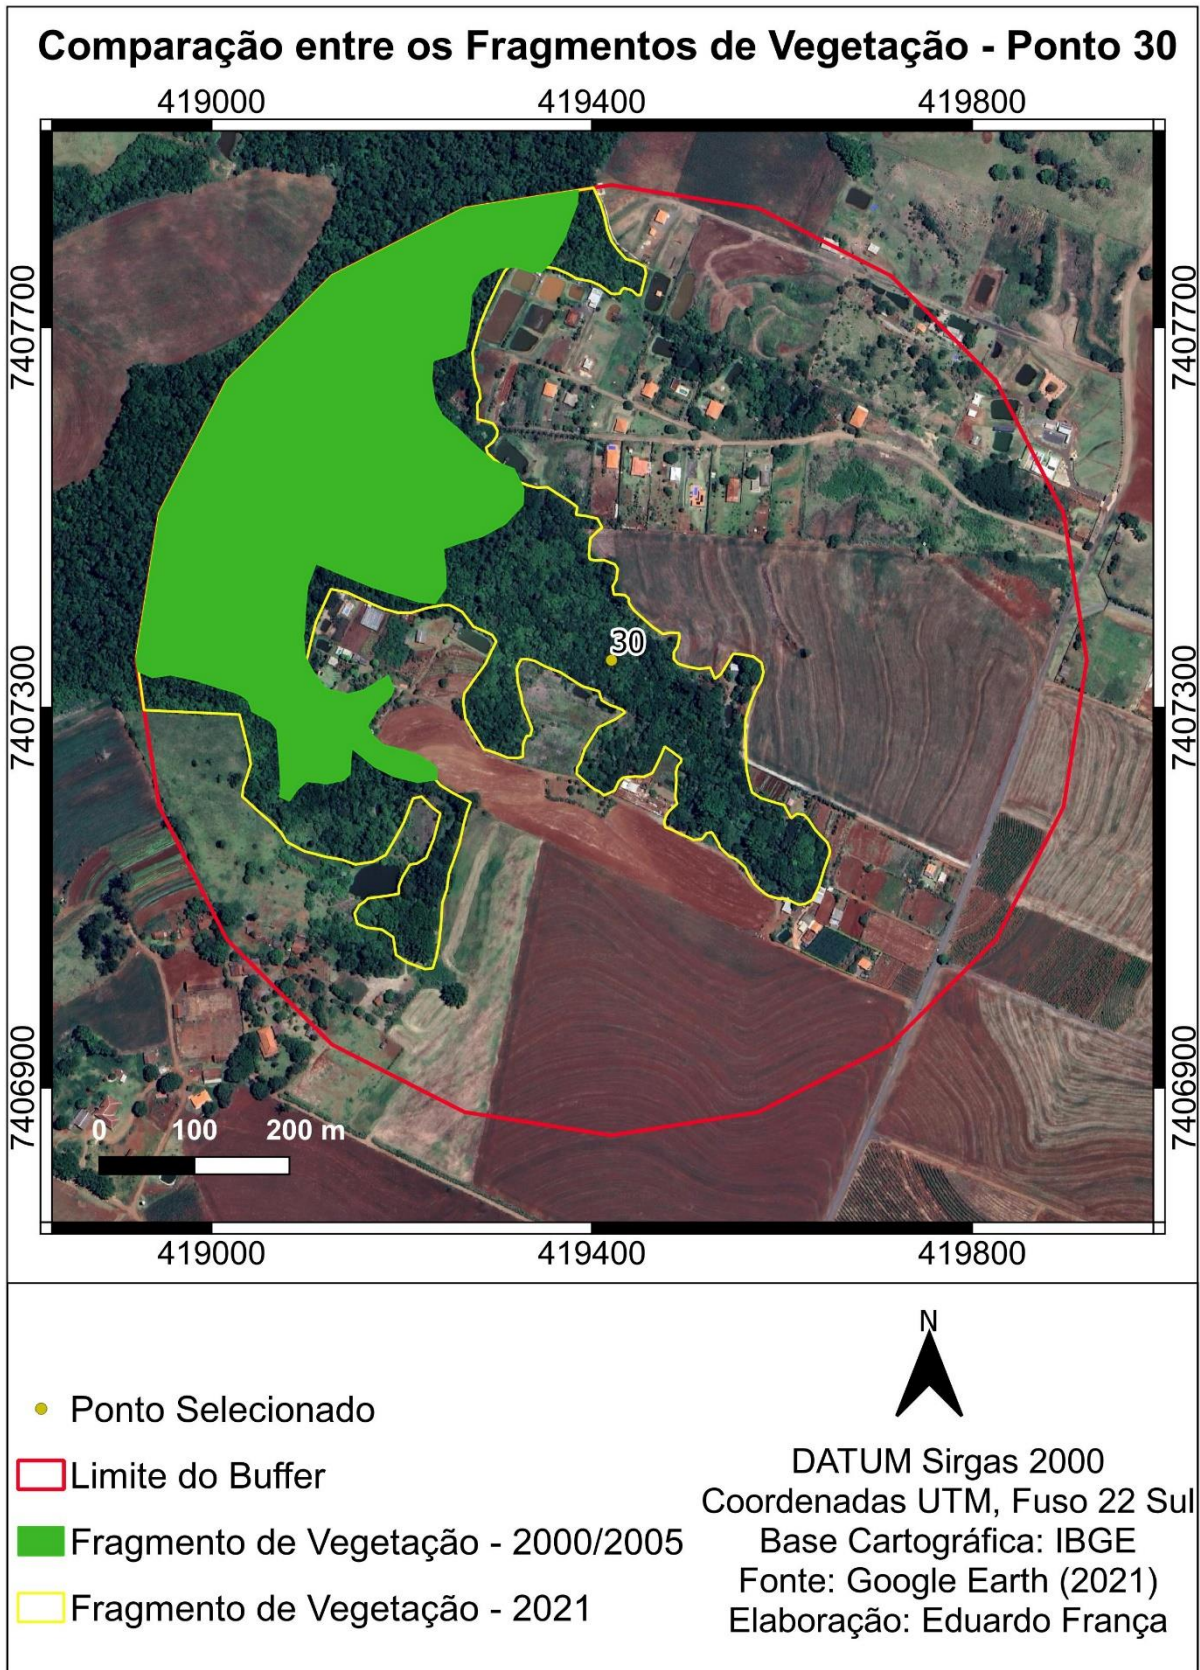 Comparação entre os Fragmentos de Vegetação - Ponto 30
419000 419400 419800
7407700 7407700
30
7407300 7407300
7406900 7406900
0 100 200 m
419000 419400 419800
N
Ponto Selecionado
Limite do Buffer
Fragmento de Vegetação - 2000/2005
Fragmento de Vegetação - 2021
DATUM Sirgas 2000
Coordenadas UTM, Fuso 22 Sul
Base Cartográfica: IBGE
Fonte: Google Earth (2021)
Elaboração: Eduardo França